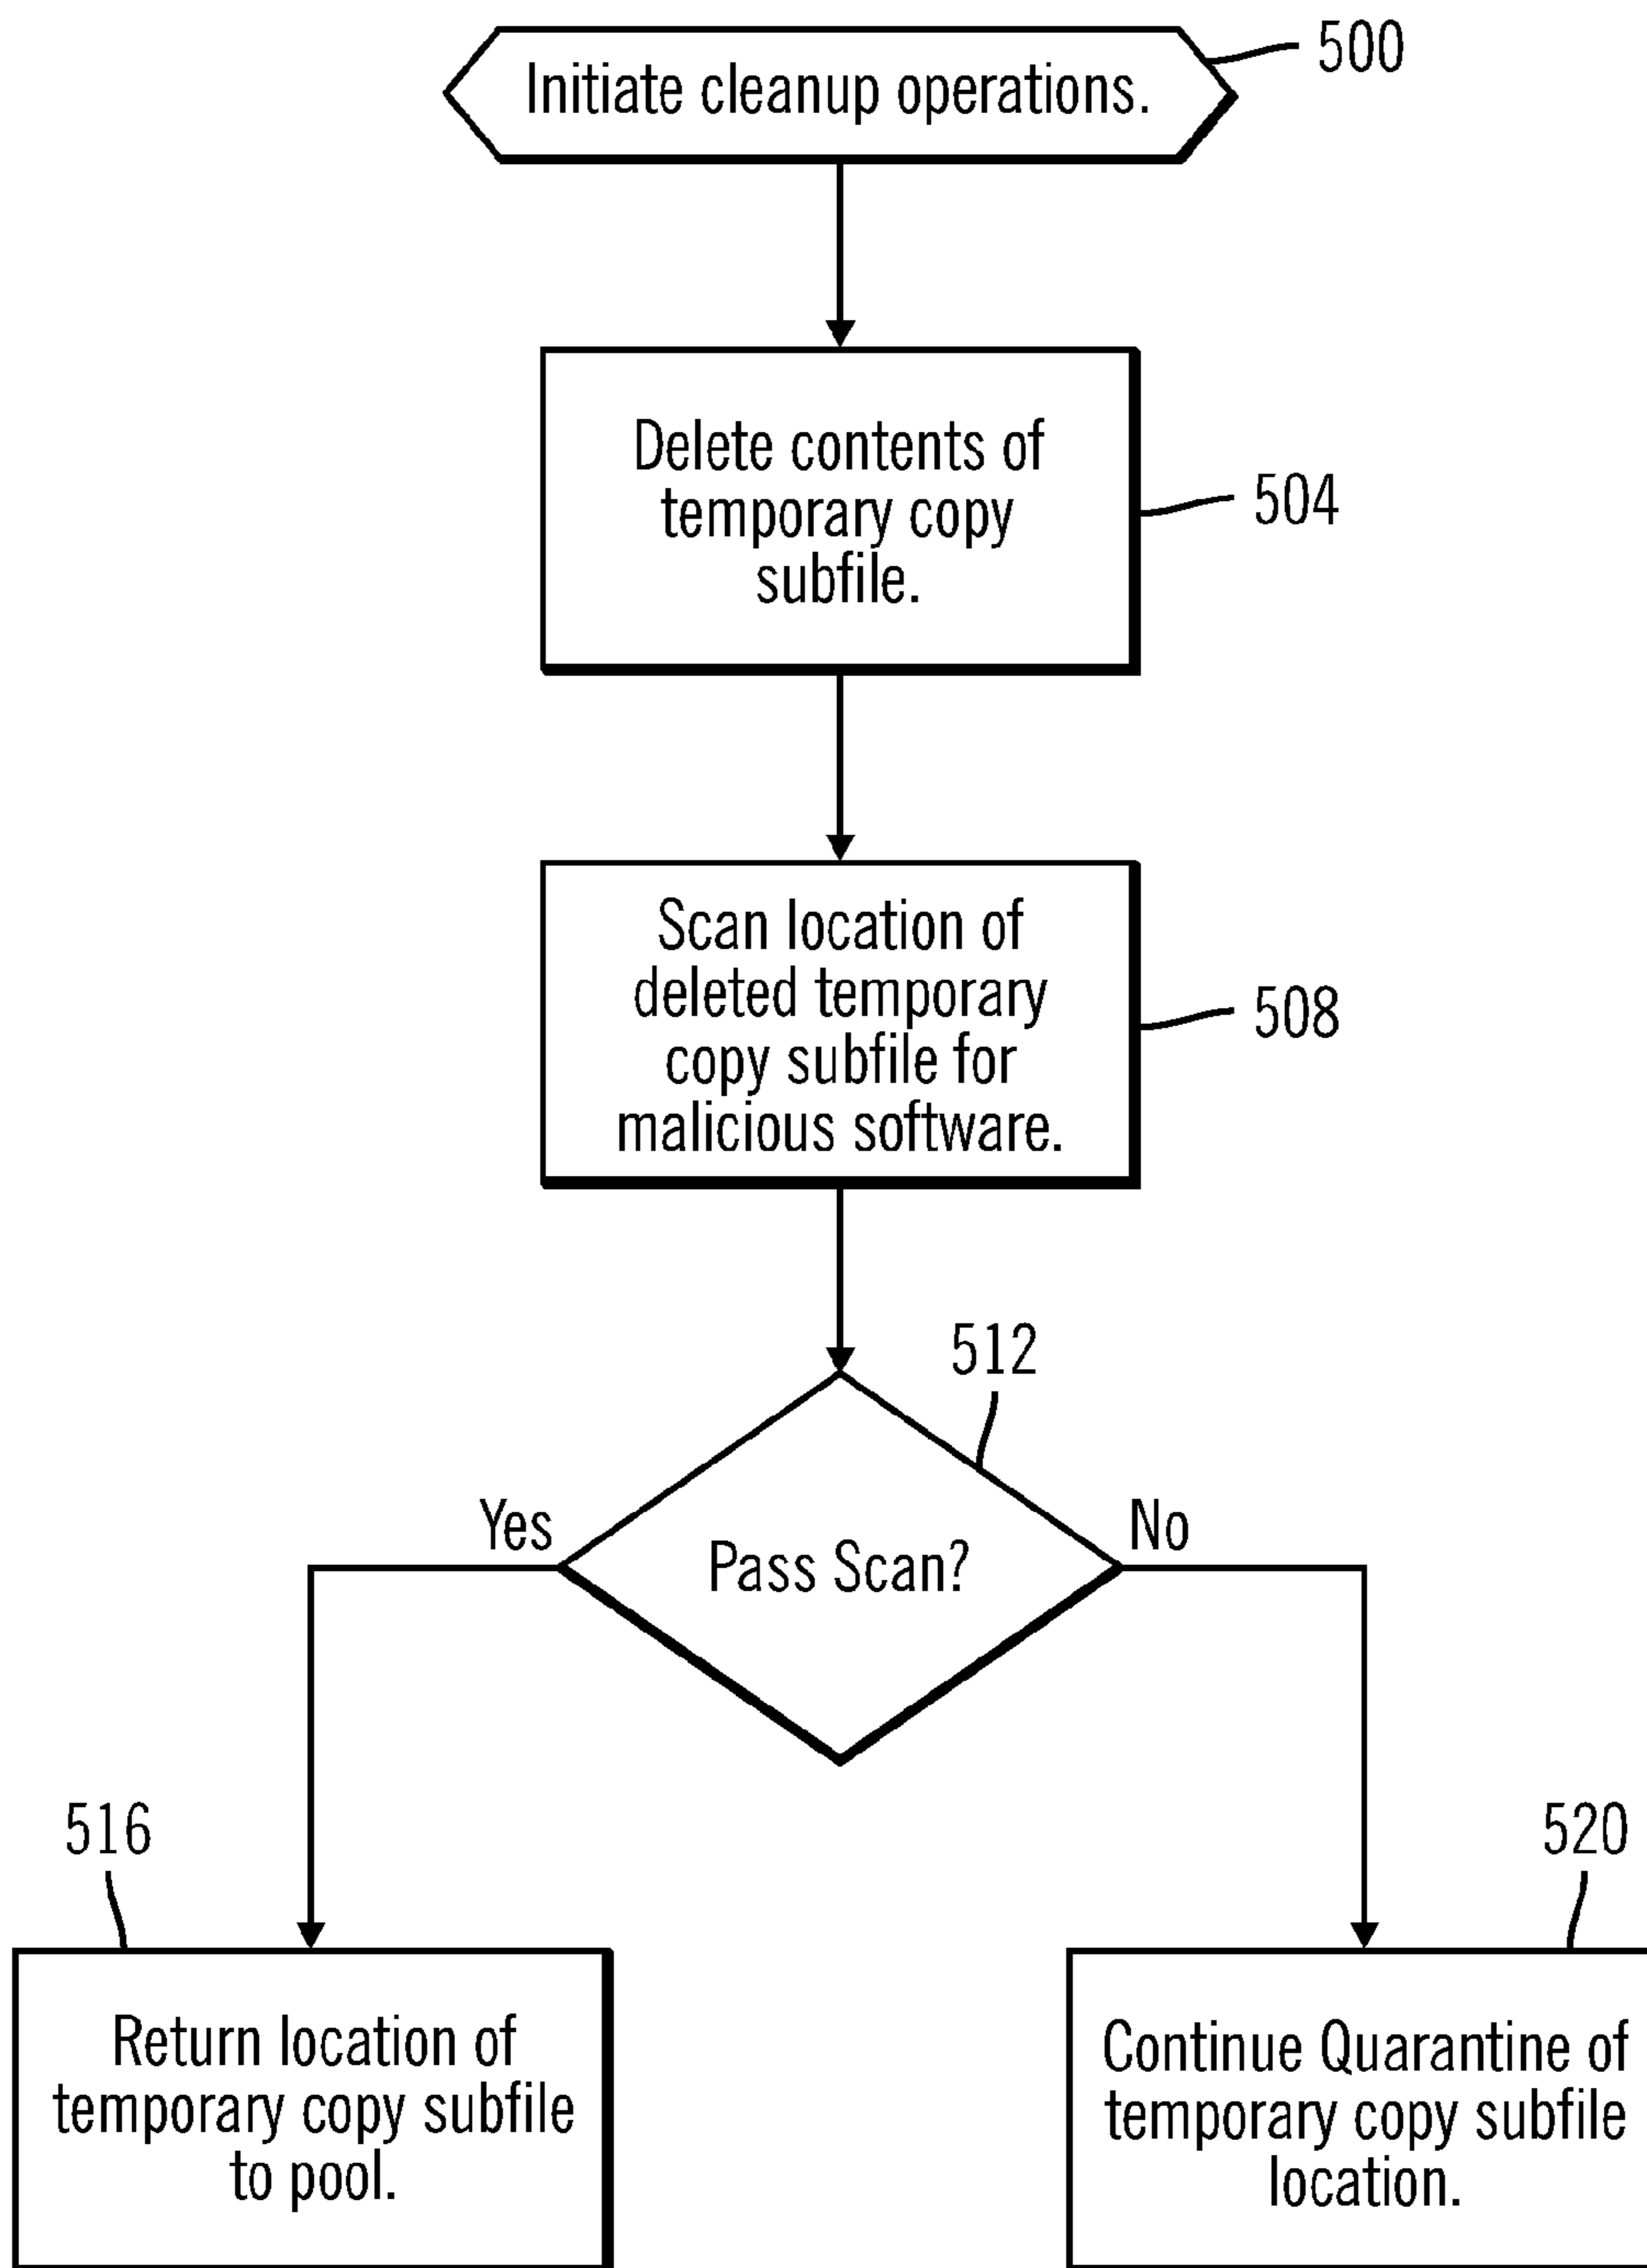 Initiate cleanup operations.
500
Delete contents of
temporary copy
subfile.
504
Scan location of
deleted temporary
copy subfile for
malicious software.
508
512
Yes
Pass Scan?
No
516
Return location of
temporary copy subfile
to pool.
520
Continue Quarantine of
temporary copy subfile
location.